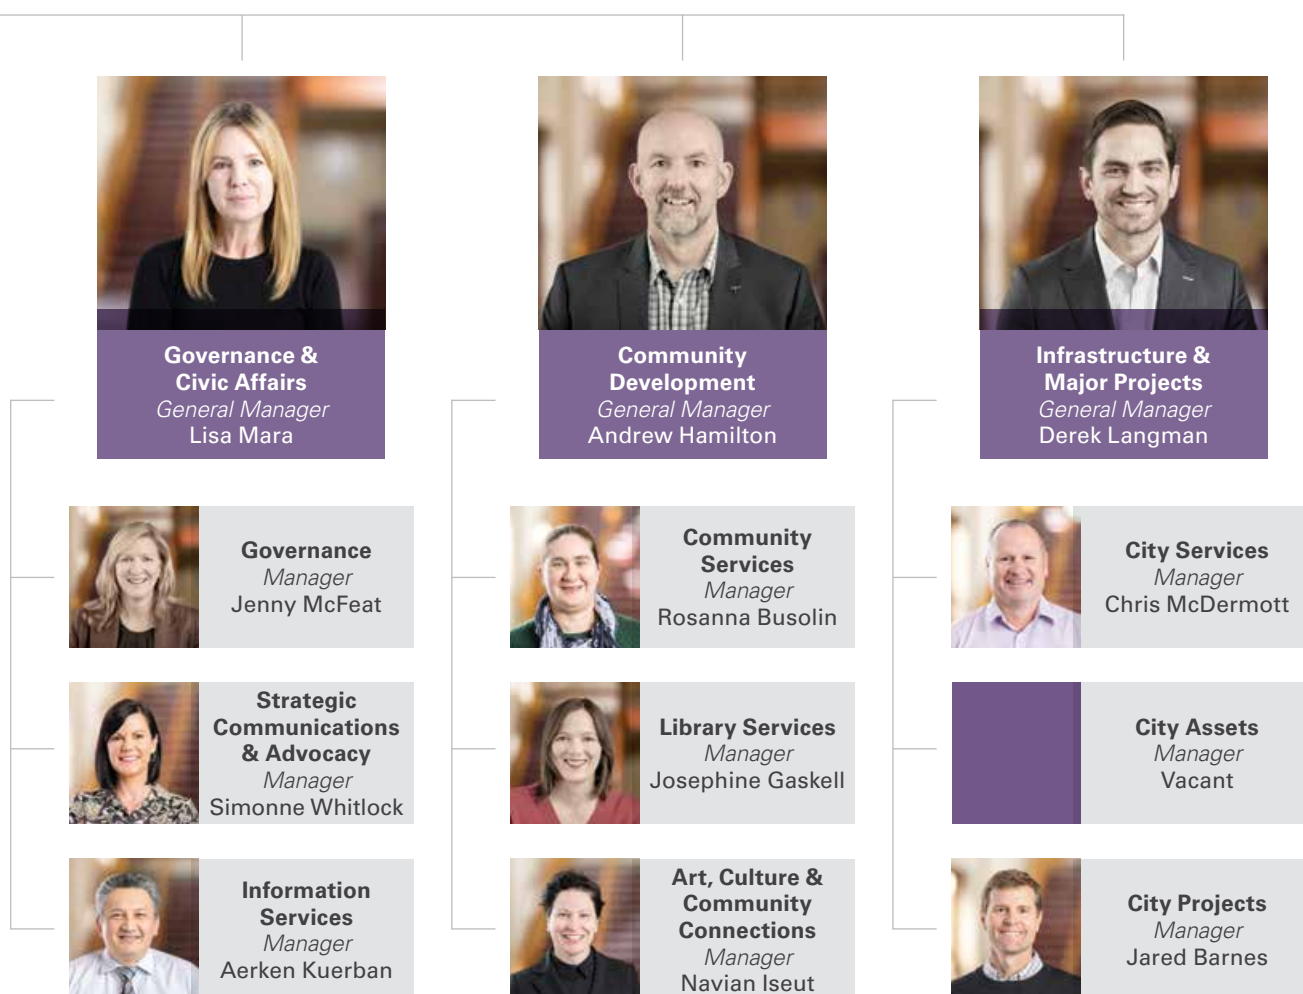 Governance &
Civic Affairs
General Manager
Lisa Mara
Governance
Manager
Jenny McFeat
Strategic
Communications
& Advocacy
Manager
Simonne Whitlock
Information
Services
Manager
Aerken Kuerban
Community
Development
General Manager
Andrew Hamilton
Community
Services
Manager
Rosanna Busolin
Library Services
Manager
Josephine Gaskell
Art, Culture &
Community
Connections
Manager
Navian Iseut
Infrastructure &
Major Projects
General Manager
Derek Langman
City Services
Manager
Chris McDermott
City Assets
Manager
Vacant
City Projects
Manager
Jared Barnes